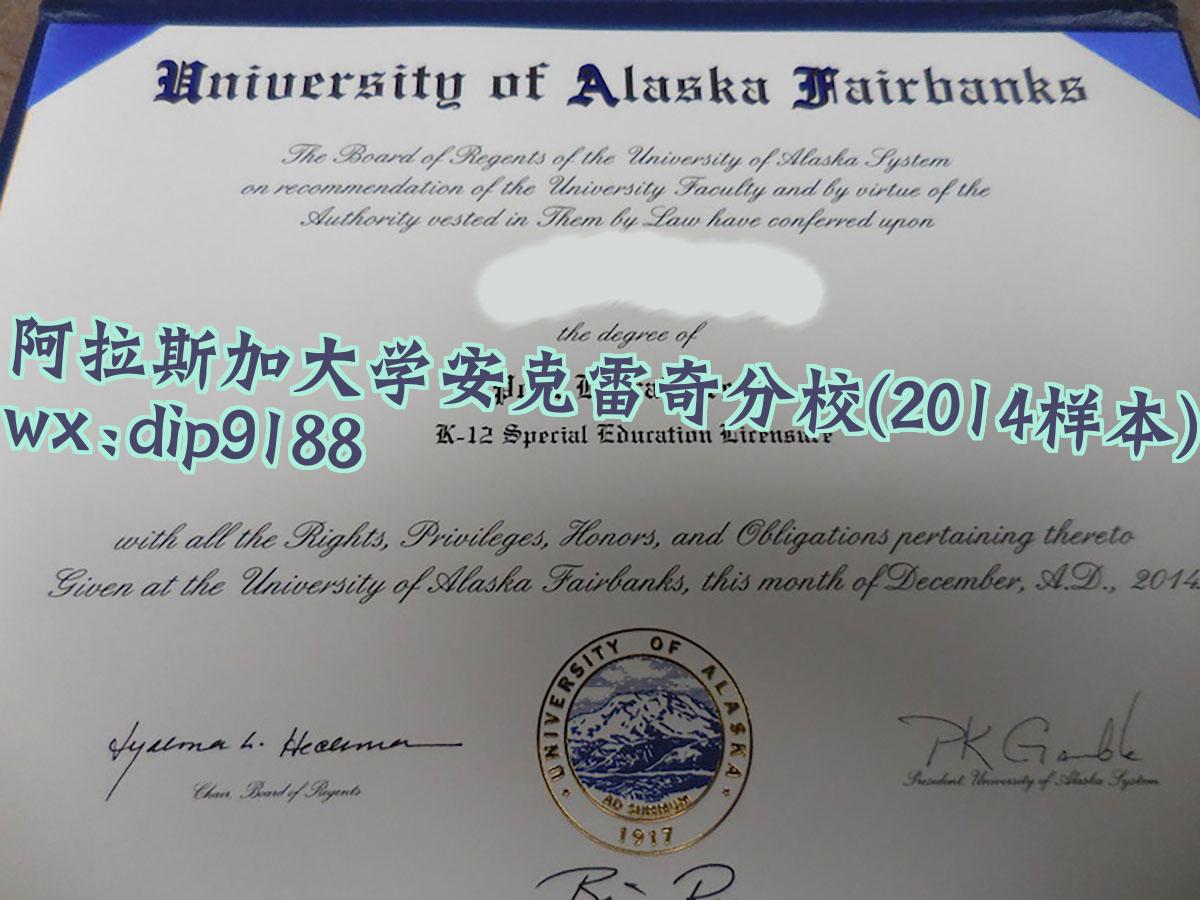 University of Alaska Fairbanks
The Board of Regents of the University of Alaska System
on recommendation of the University Faculty and by virtue of the
Authority vested in Them by Law have conferred upon
the degree of
阿拉斯加大学安克雷奇分校(2014样本)
wx:dip9188
K-12 Special Education Licensure
with all the Rights, Privileges, Honors, and Obligations pertaining thereto
Given at the University of Alaska Fairbanks, this month of December, A.D., 2014
UNIVERSITY OF ALASKA
AD SUMMUM
1917
Chair, Board of Regents
PK Gamble
President, University of Alaska System